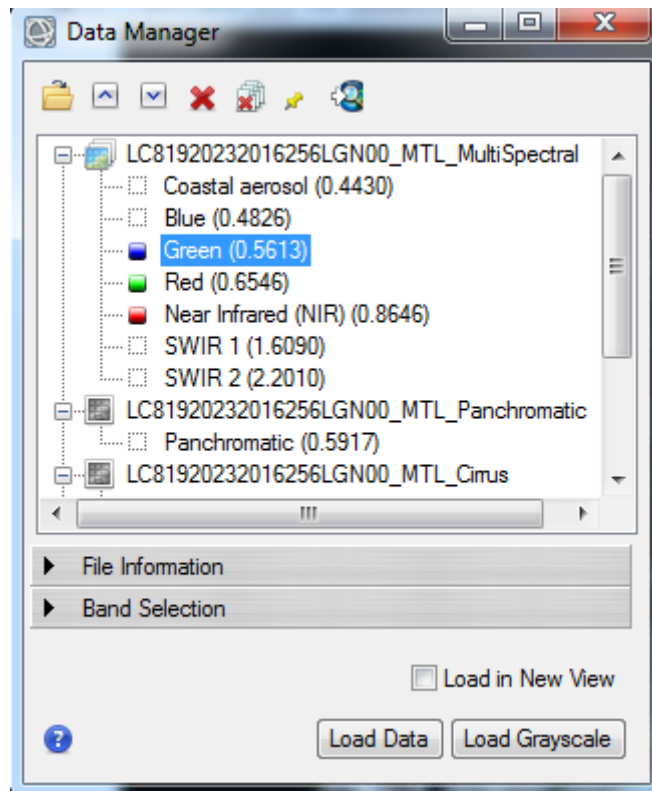 Data Manager
LC81920232016256LGN00_MTL_MultiSpectral
Coastal aerosol (0.4430)
Blue (0.4826)
Green (0.5613)
Red (0.6546)
Near Infrared (NIR) (0.8646)
SWIR 1 (1.6090)
SWIR 2 (2.2010)
LC81920232016256LGN00_MTL_Panchromatic
Panchromatic (0.5917)
LC81920232016256LGN00_MTL_Cirrus
File Information
Band Selection
Load in New View
Load Data Load Grayscale